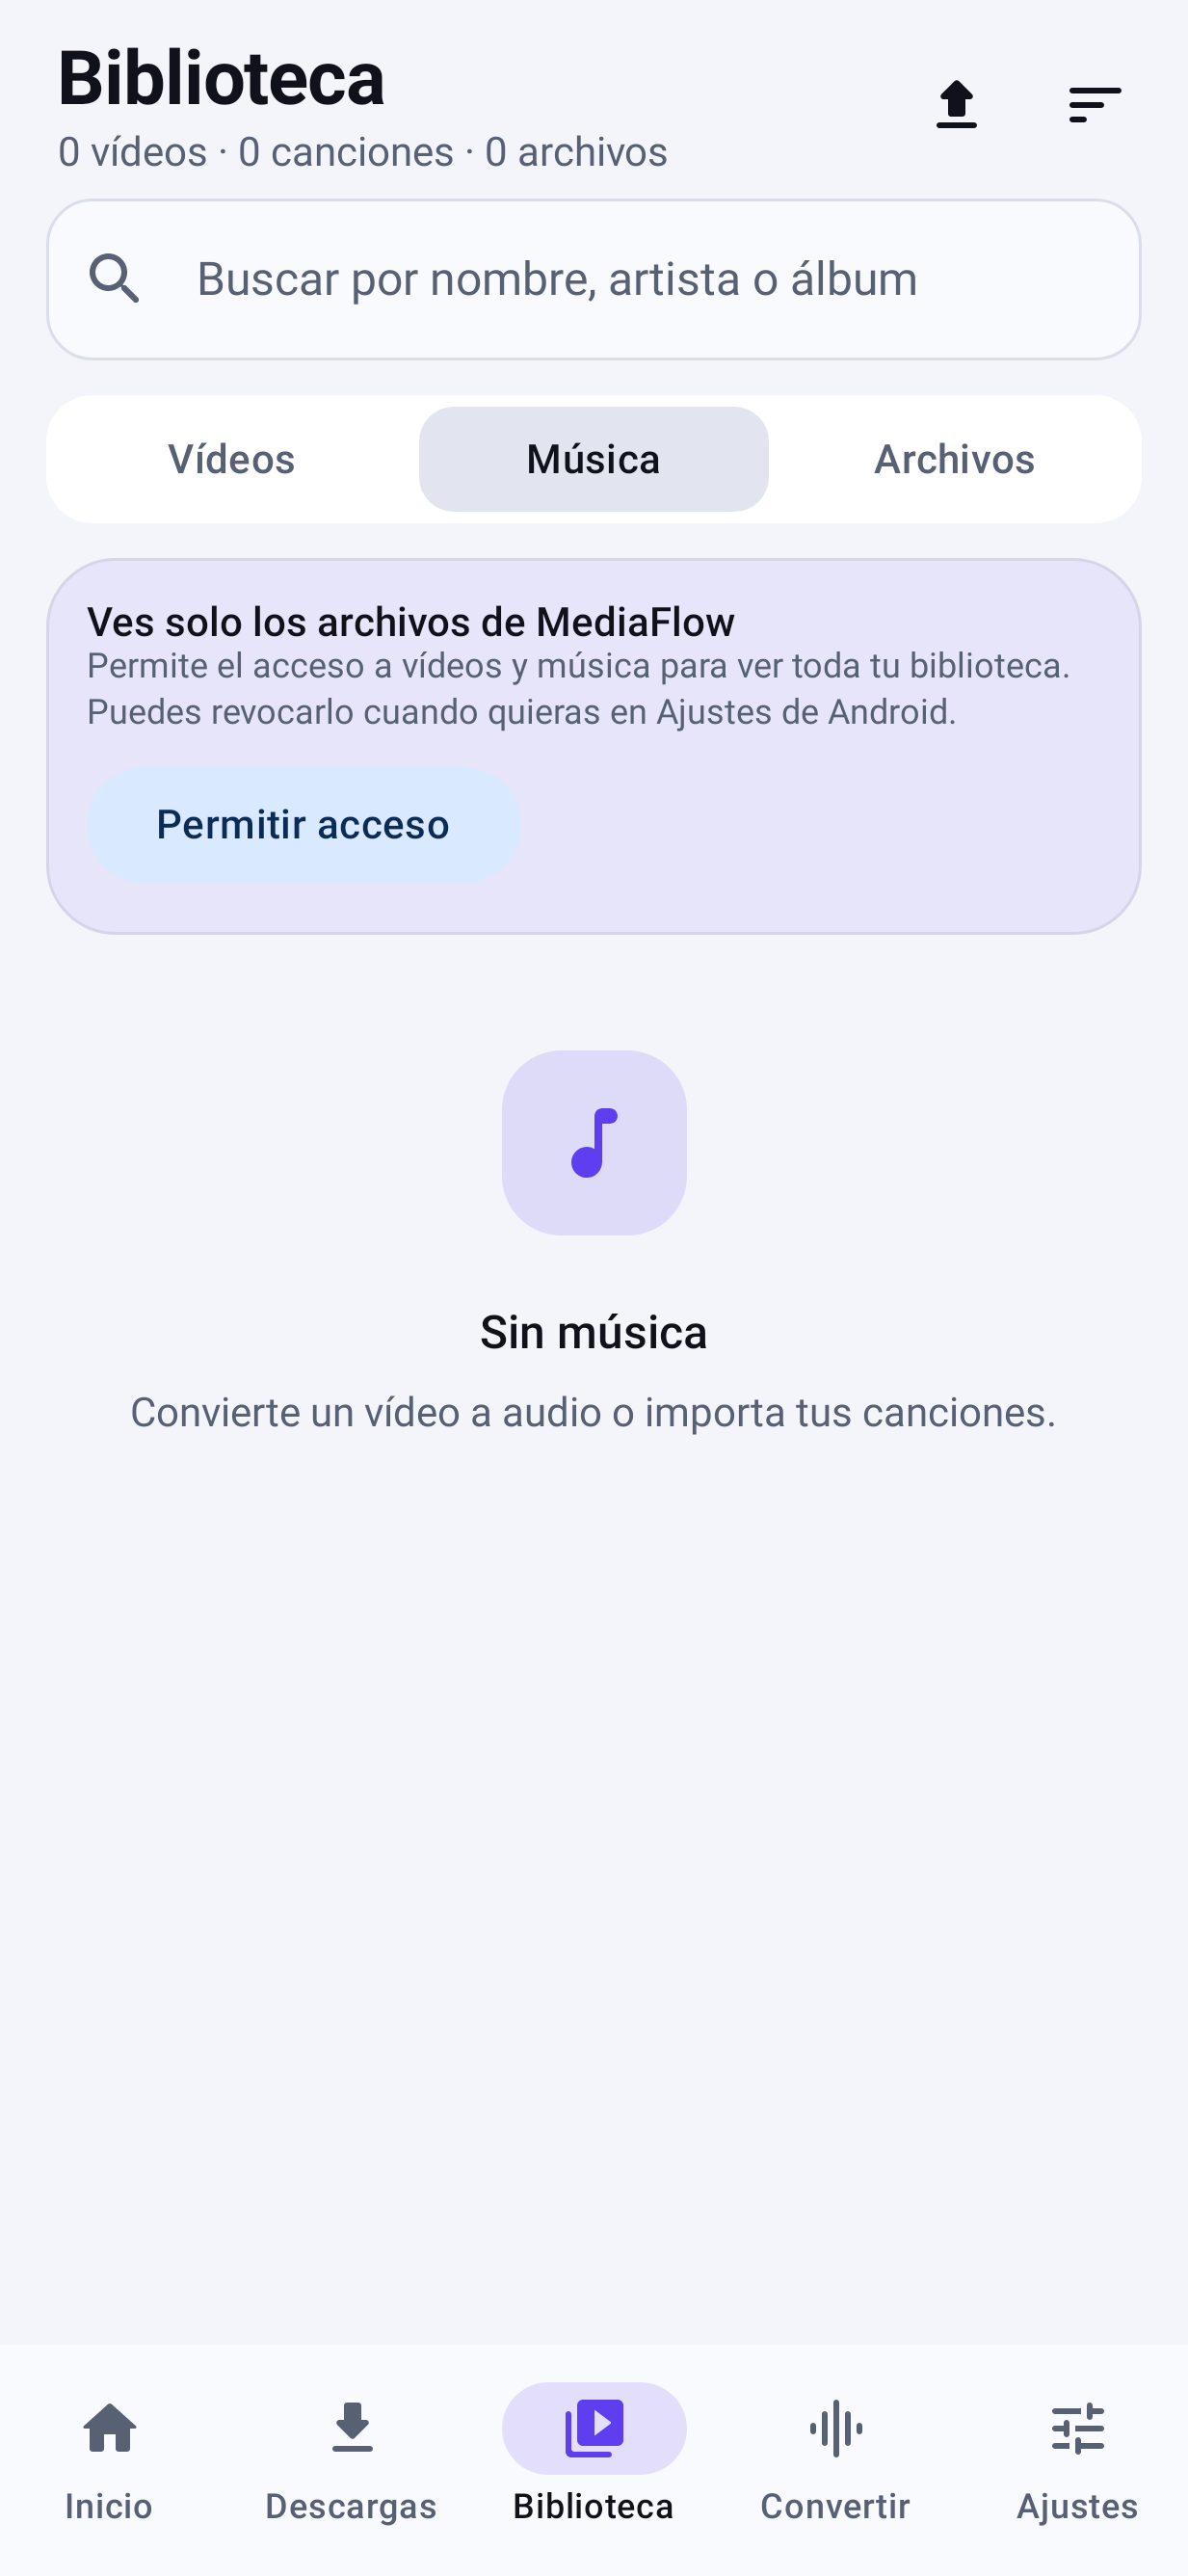 Biblioteca
0 vídeos · 0 canciones · 0 archivos
Buscar por nombre, artista o álbum
Vídeos
Música
Archivos
Ves solo los archivos de MediaFlow
Permite el acceso a vídeos y música para ver toda tu biblioteca.
Puedes revocarlo cuando quieras en Ajustes de Android.
Permitir acceso
Sin música
Convierte un vídeo a audio o importa tus canciones.
Inicio
Descargas
Biblioteca
Convertir
Ajustes